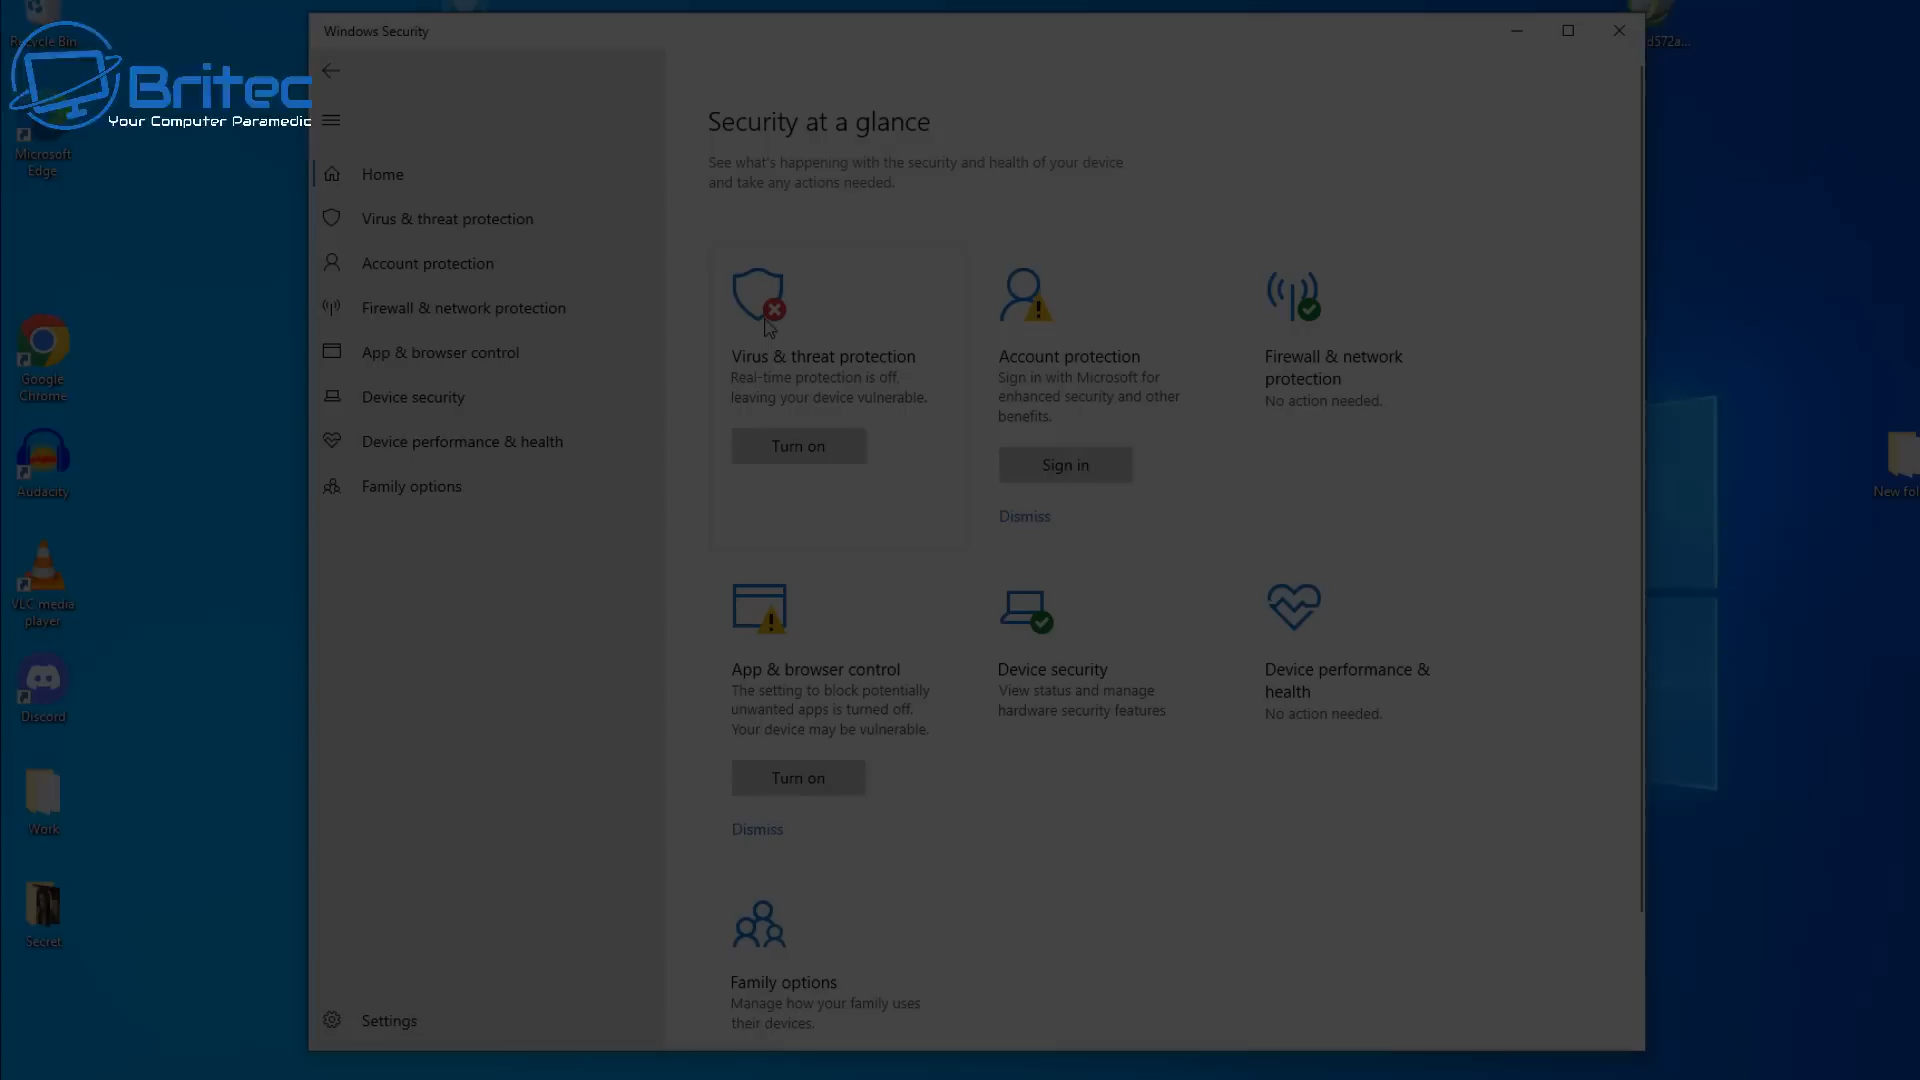 Recycle Bin
Britec
Your Computer Paramedic
Microsoft
Edge
Google
Chrome
Audacity
VLC media
player
Discord
Work
Secret
Windows Security
Home
Virus & threat protection
Account protection
Firewall & network protection
App & browser control
Device security
Device performance & health
Family options
Settings
Security at a glance
See what's happening with the security and health of your device
and take any actions needed.
Virus & threat protection
Real-time protection is off,
leaving your device vulnerable.
Turn on
Account protection
Sign in with Microsoft for
enhanced security and other
benefits.
Sign in
Dismiss
Firewall & network
protection
No action needed.
App & browser control
The setting to block potentially
unwanted apps is turned off.
Your device may be vulnerable.
Turn on
Dismiss
Device security
View status and manage
hardware security features
Device performance &
health
No action needed.
Family options
Manage how your family uses
their devices.
d572a...
New fol